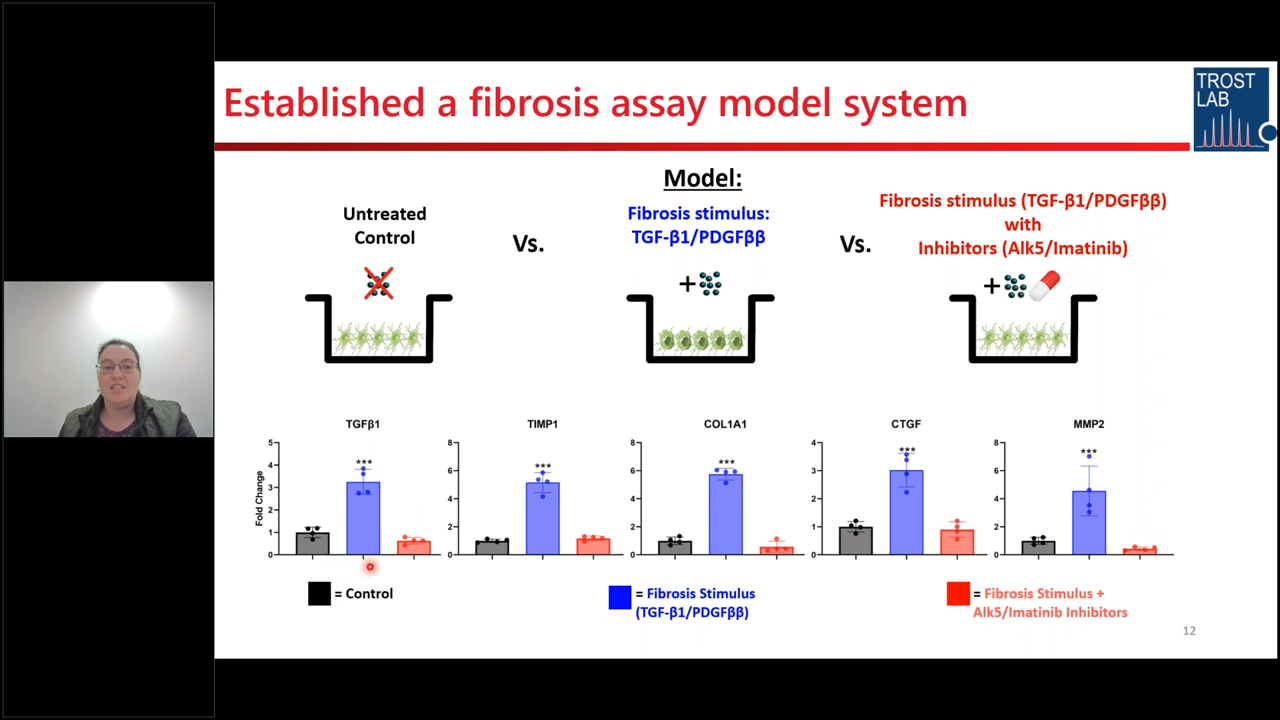 Established a fibrosis assay model system
TROST
LAB
Model:
Untreated
Control
Vs.
Fibrosis stimulus:
TGF-β1/PDGFββ
Vs.
Fibrosis stimulus (TGF-β1/PDGFββ)
with
Inhibitors (Alk5/Imatinib)
+
+
TGFβ1
Fold Change
5
4
3
2
1
0
***
TIMP1
8
6
4
2
0
***
COL1A1
8
6
4
2
0
***
CTGF
4
3
2
1
0
***
MMP2
8
6
4
2
0
***
= Control
= Fibrosis Stimulus
(TGF-β1/PDGFββ)
= Fibrosis Stimulus +
Alk5/Imatinib Inhibitors
12